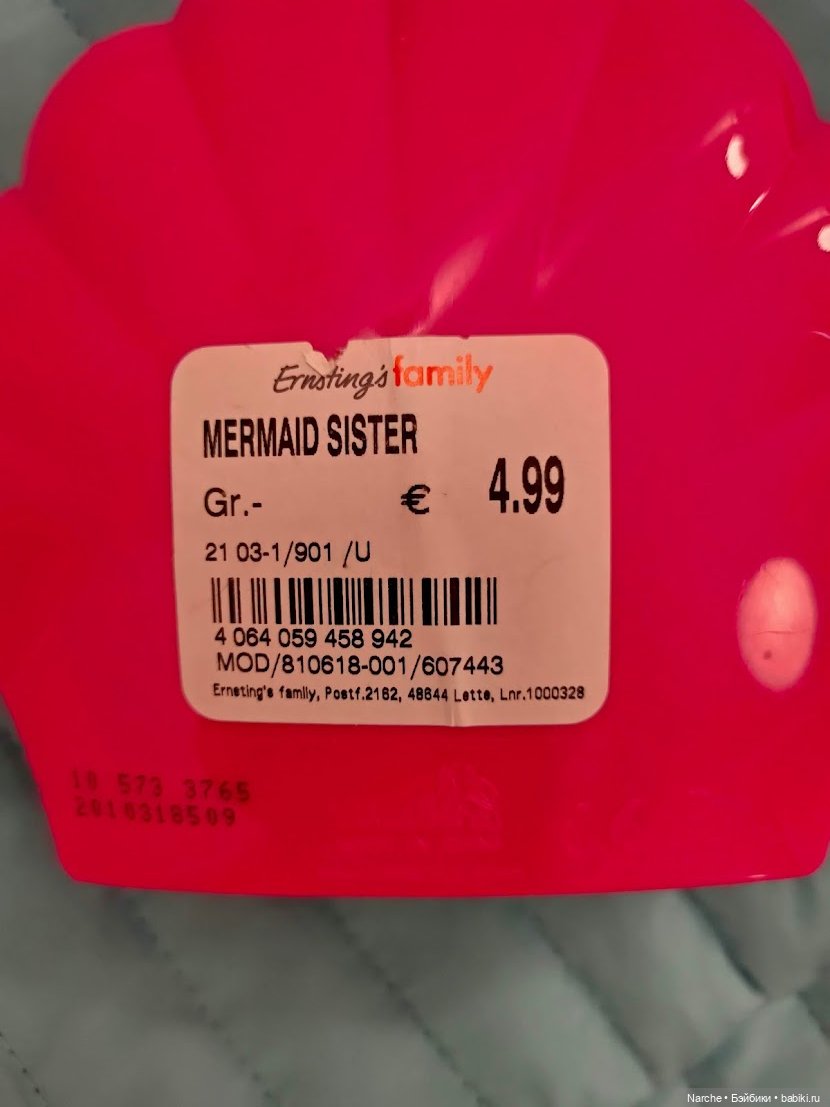 Ernsting's family
MERMAID SISTER
Gr.- € 4.99
21 03-1/901 /U
4 064 059 458 942
MOD/810618-001/607443
Ernsting's family, Postf.2162, 48644 Lette, Lnr.1000328
10 573 3765
2010318509
Narche • Бэйбики • babiki.ru